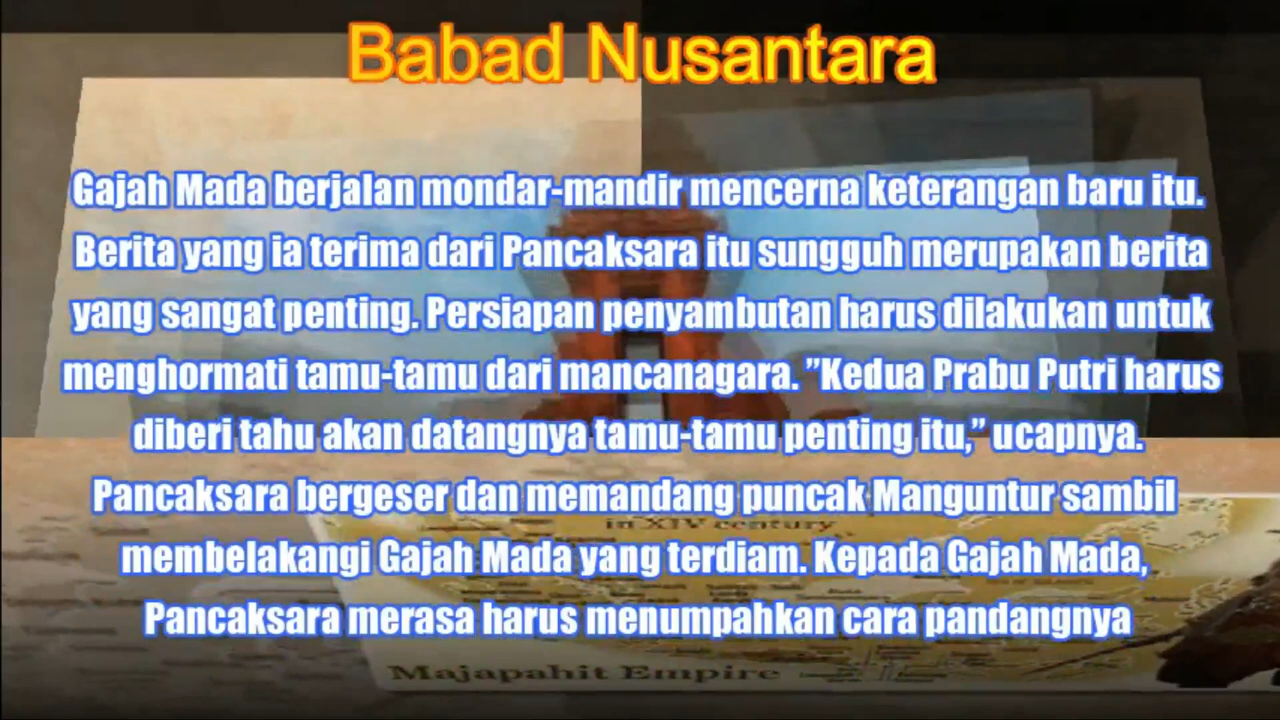 Babad Nusantara
Gajah Mada berjalan mondar-mandir mencerna keterangan baru itu.
Berita yang ia terima dari Pancaksara itu sungguh merupakan berita
yang sangat penting. Persiapan penyambutan harus dilakukan untuk
menghormati tamu-tamu dari mancanagara. ”Kedua Prabu Putri harus
diberi tahu akan datangnya tamu-tamu penting itu,” ucapnya.
Pancaksara bergeser dan memandang puncak Manguntur sambil
in XIV century
membelakangi Gajah Mada yang terdiam. Kepada Gajah Mada,
Pancaksara merasa harus menumpahkan cara pandangnya
Majapahit Empire